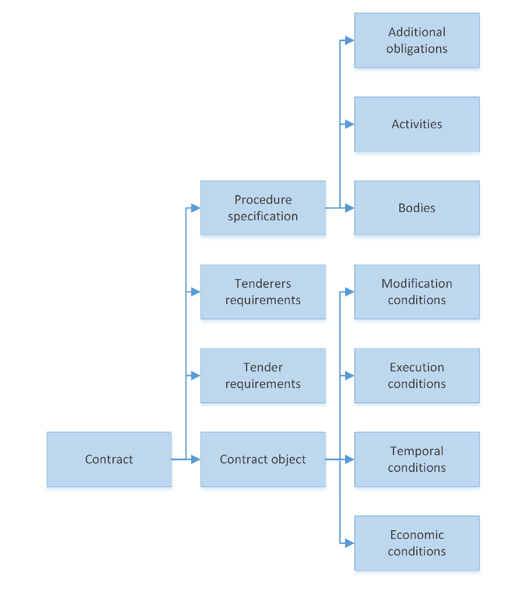 Additional
obligations
Activities
Procedure
specification
Bodies
Tenderers
requirements
Modification
conditions
Tender
requirements
Execution
conditions
Contract
Contract object
Temporal
conditions
Economic
conditions